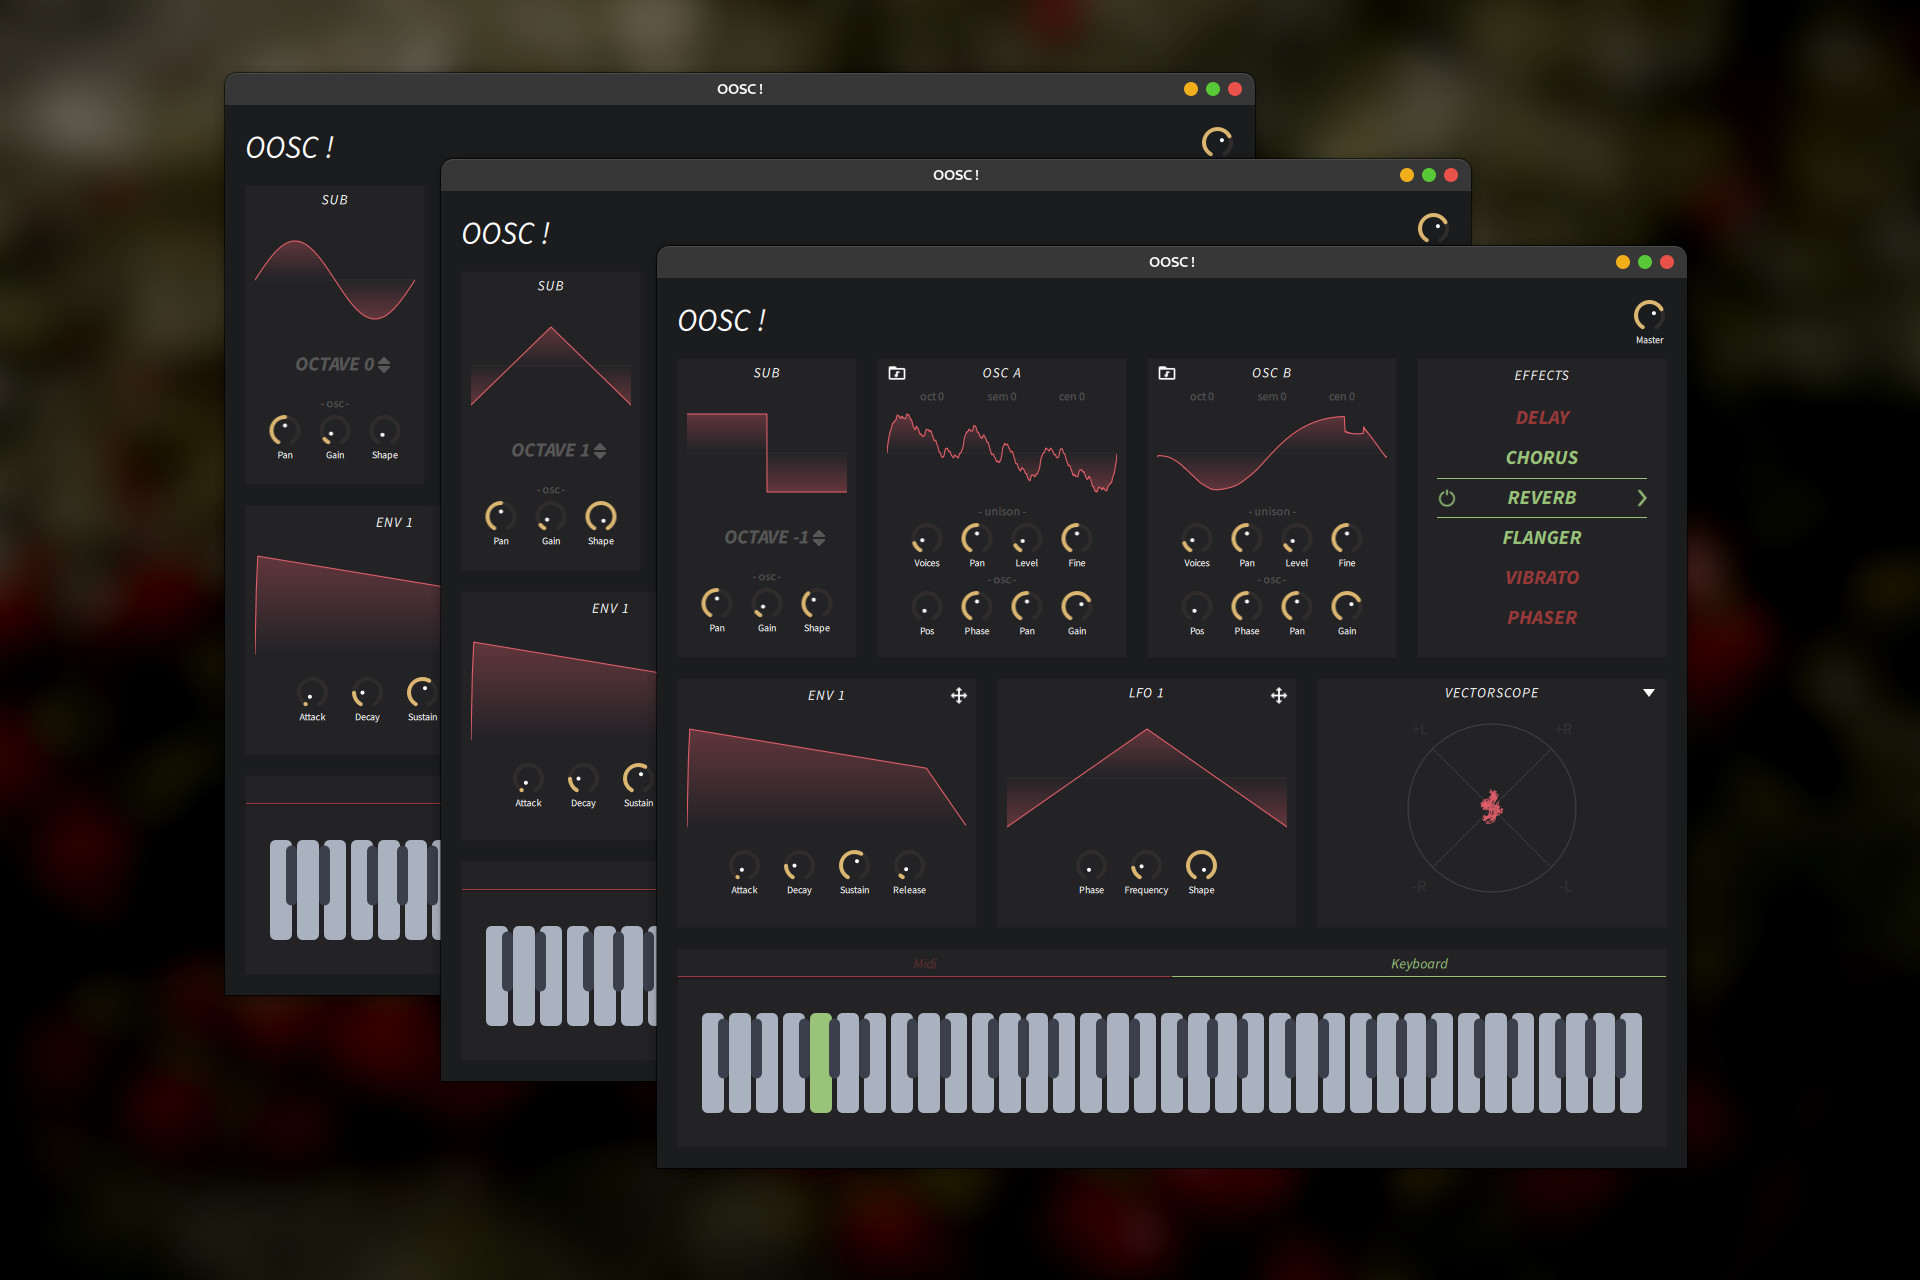 OOSC !
OOSC !
SUB
OCTAVE 0
- osc -
Pan Gain Shape
ENV 1
Attack Decay Sustain
OOSC !
OOSC !
SUB
OCTAVE 1
- osc -
Pan Gain Shape
ENV 1
Attack Decay Sustain
OOSC !
OOSC !
Master
SUB
OCTAVE -1
- osc -
Pan Gain Shape
OSC A
oct 0 sem 0 cen 0
- unison -
Voices Pan Level Fine
- osc -
Pos Phase Pan Gain
OSC B
oct 0 sem 0 cen 0
- unison -
Voices Pan Level Fine
- osc -
Pos Phase Pan Gain
EFFECTS
DELAY
CHORUS
REVERB
FLANGER
VIBRATO
PHASER
ENV 1
Attack Decay Sustain Release
LFO 1
Phase Frequency Shape
VECTORSCOPE
+L +R
-R -L
Midi Keyboard